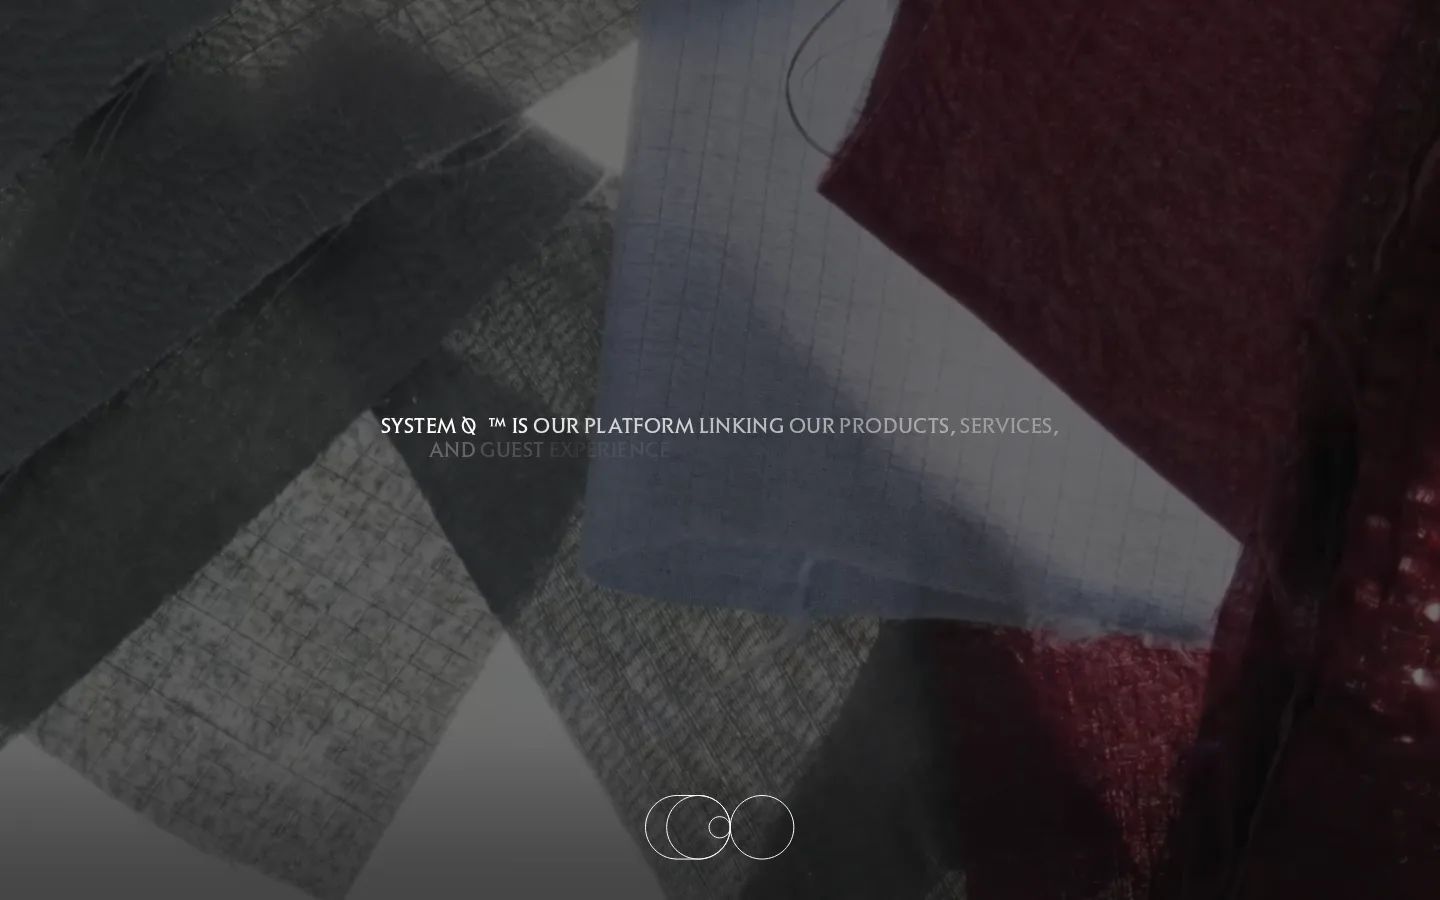 SYSTEM Q ™ IS OUR PLATFORM LINKING OUR PRODUCTS, SERVICES,
AND GUEST EXPERIENCE